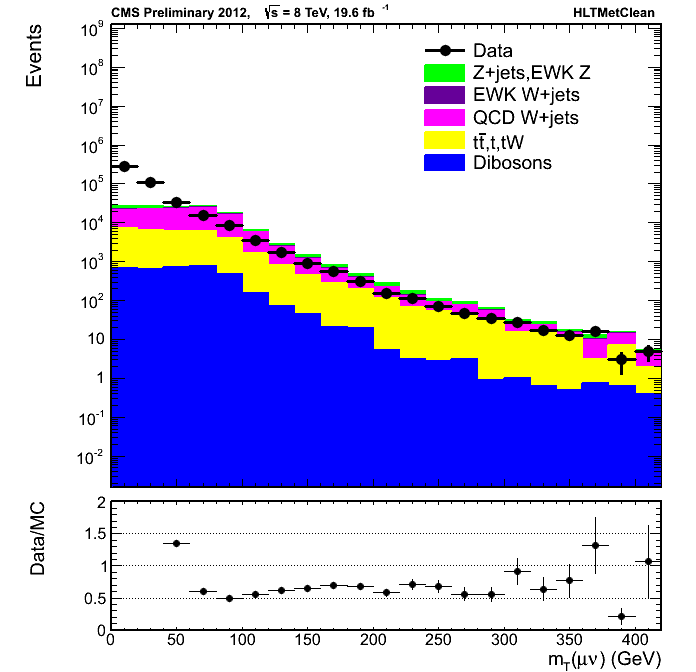 CMS Preliminary 2012, √s = 8 TeV, 19.6 fb⁻¹ HLTMetClean
Events
10⁹
10⁸
10⁷
10⁶
10⁵
10⁴
10³
10²
10
1
10⁻¹
10⁻²
Data
Z+jets,EWK Z
EWK W+jets
QCD W+jets
tt̄,t,tW
Dibosons
Data/MC
2
1.5
1
0.5
0
0 50 100 150 200 250 300 350 400
m_T(μν) (GeV)